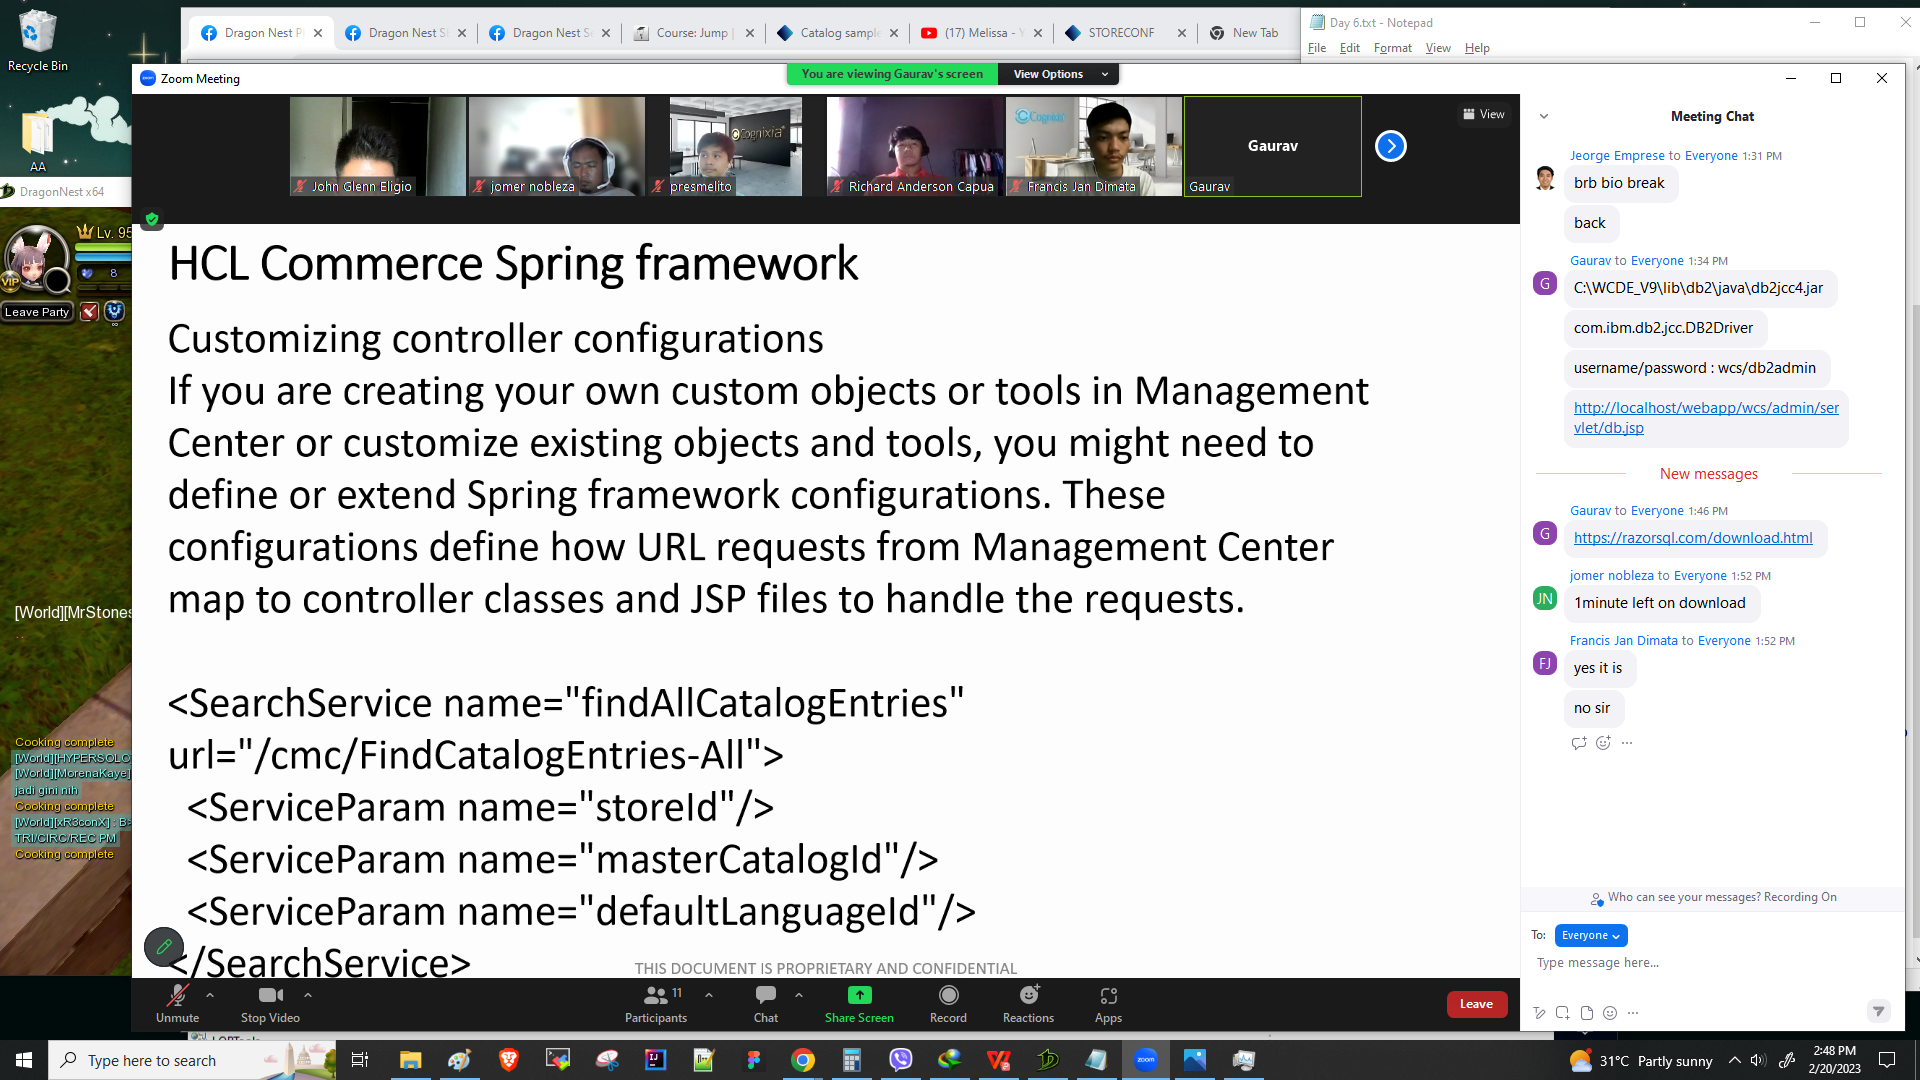 Recycle Bin
AA
DragonNest x64
Lv. 95
8
VIP
Leave Party
[World][MrStones
Cooking complete
[World][HYPERSOLO
[World][MorenaKaye]
jadi gini nih
Cooking complete
[World][xR3conX] : B>
TRI/CIRC/REC PM
Cooking complete
Dragon Nest
Dragon Nest
Dragon Nest
Course: Jump |
Catalog sample
(17) Melissa -
STORECONF
New Tab
Day 6.txt - Notepad
File Edit Format View Help
zoom
Zoom Meeting
You are viewing Gaurav's screen
View Options
John Glenn Eligio
jomer nobleza
Cognixia
presmelito
Richard Anderson Capua
Cognixia
Francis Jan Dimata
Gaurav
Gaurav
View
HCL Commerce Spring framework
Customizing controller configurations
If you are creating your own custom objects or tools in Management
Center or customize existing objects and tools, you might need to
define or extend Spring framework configurations. These
configurations define how URL requests from Management Center
map to controller classes and JSP files to handle the requests.
<SearchService name="findAllCatalogEntries"
url="/cmc/FindCatalogEntries-All">
<ServiceParam name="storeId"/>
<ServiceParam name="masterCatalogId"/>
<ServiceParam name="defaultLanguageId"/>
</SearchService>
THIS DOCUMENT IS PROPRIETARY AND CONFIDENTIAL
Unmute
Stop Video
11
Participants
Chat
Share Screen
Record
Reactions
Apps
Leave
Meeting Chat
Jeorge Emprese to Everyone 1:31 PM
brb bio break
back
Gaurav to Everyone 1:34 PM
G
C:\WCDE_V9\lib\db2\java\db2jcc4.jar
com.ibm.db2.jcc.DB2Driver
username/password : wcs/db2admin
http://localhost/webapp/wcs/admin/ser
vlet/db.jsp
New messages
Gaurav to Everyone 1:46 PM
G
https://razorsql.com/download.html
jomer nobleza to Everyone 1:52 PM
JN
1minute left on download
Francis Jan Dimata to Everyone 1:52 PM
FJ
yes it is
no sir
Who can see your messages? Recording On
To: Everyone
Type message here...
Type here to search
zoom
31°C Partly sunny
2:48 PM
2/20/2023